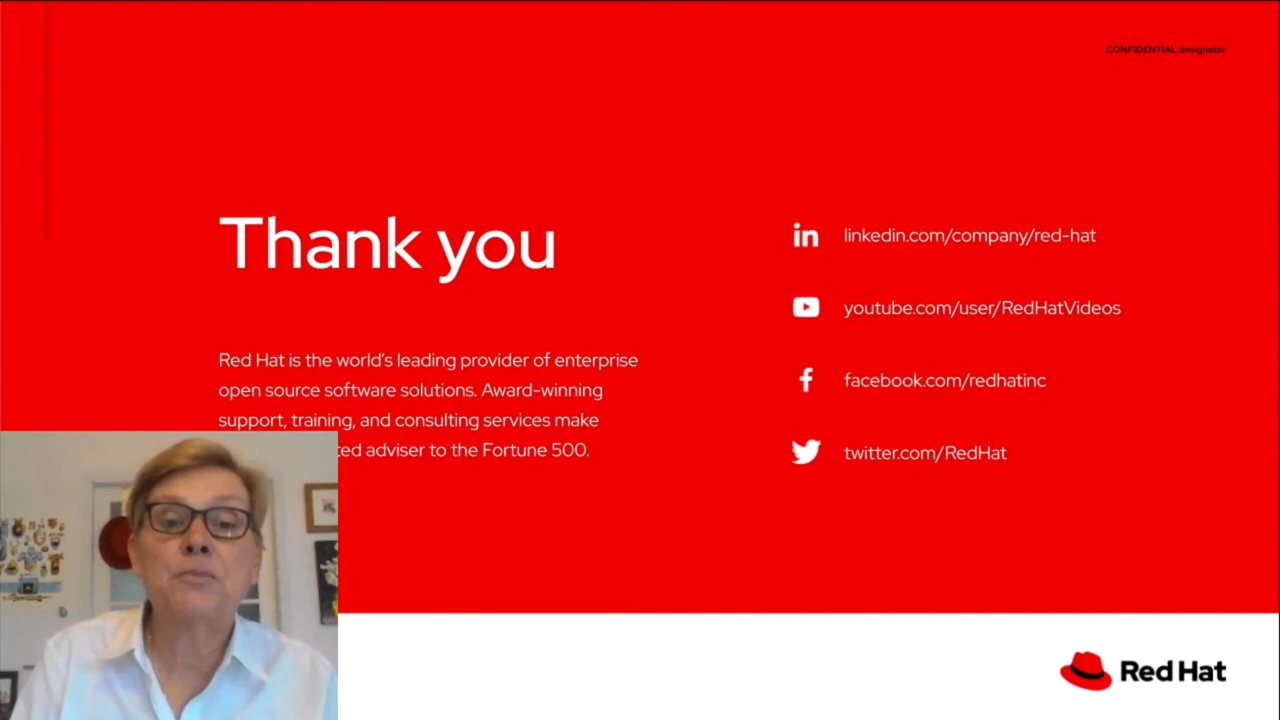 CONFIDENTIAL designator
Thank you
Red Hat is the world's leading provider of enterprise
open source software solutions. Award-winning
support, training, and consulting services make
ted adviser to the Fortune 500.
linkedin.com/company/red-hat
youtube.com/user/RedHatVideos
facebook.com/redhatinc
twitter.com/RedHat
Red Hat